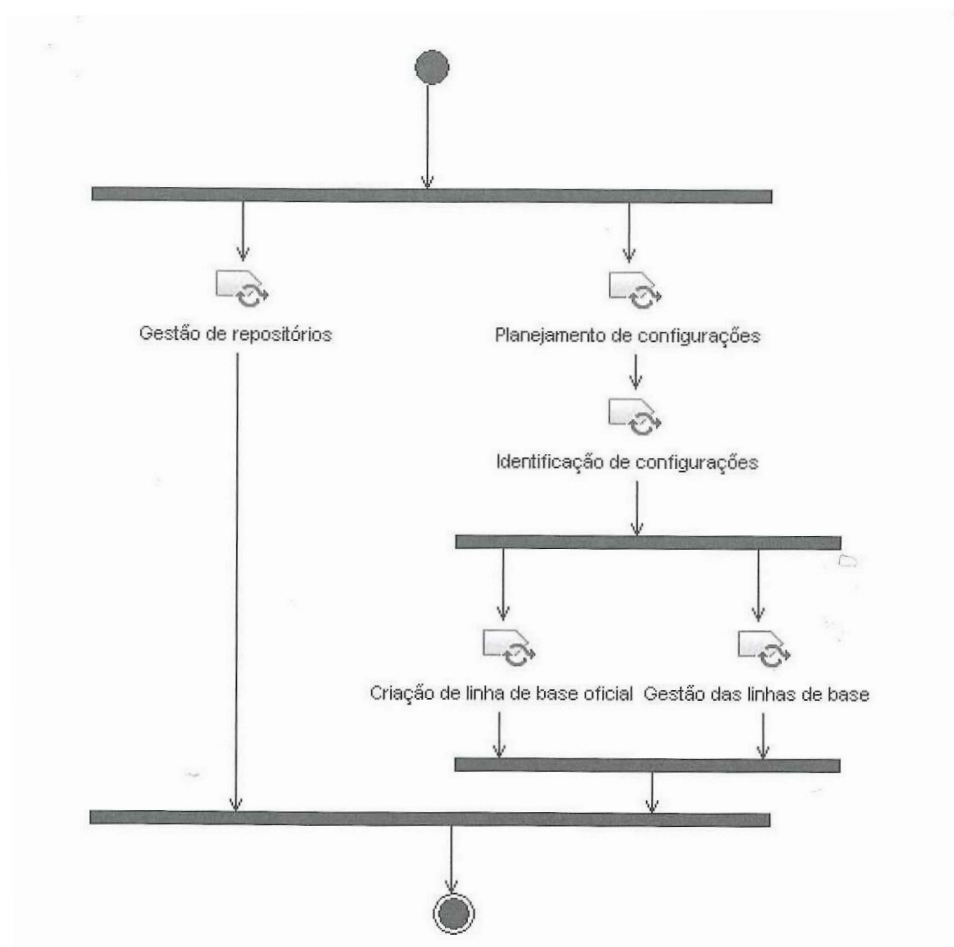 Gestão de repositórios
Planejamento de configurações
Identificação de configurações
Criação de linha de base oficial
Gestão das linhas de base